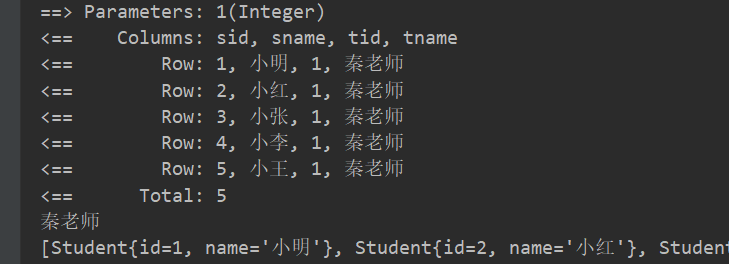 ==> Parameters: 1(Integer)
<==    Columns: sid, sname, tid, tname
<==        Row: 1, 小明, 1, 秦老师
<==        Row: 2, 小红, 1, 秦老师
<==        Row: 3, 小张, 1, 秦老师
<==        Row: 4, 小李, 1, 秦老师
<==        Row: 5, 小王, 1, 秦老师
<==      Total: 5
秦老师
[Student{id=1, name='小明'}, Student{id=2, name='小红'}, Stude